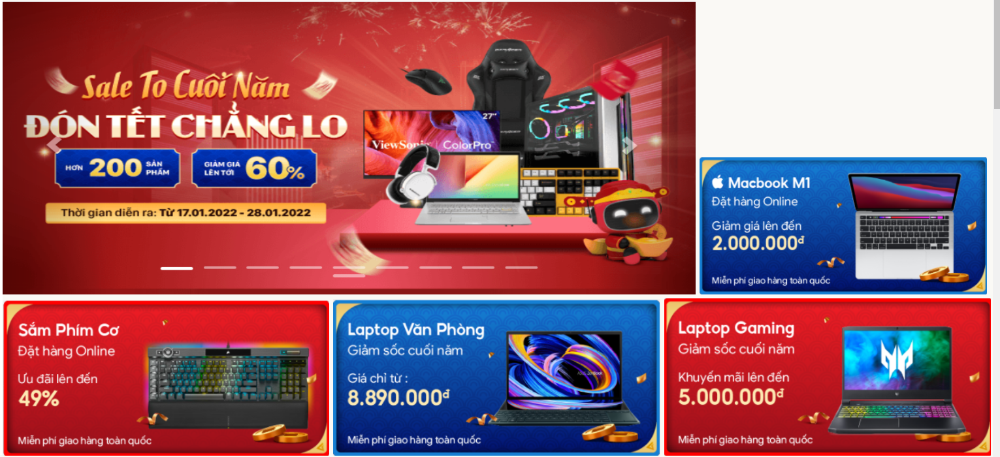 Sale To Cuối Năm
ĐÓN TẾT CHẲNG LO
HƠN 200 SẢN PHẨM
GIẢM GIÁ LÊN TỚI 60%
Thời gian diễn ra: Từ 17.01.2022 - 28.01.2022
27"
ViewSonic ColorPro™
Macbook M1
Đặt hàng Online
Giảm giá lên đến
2.000.000đ
Miễn phí giao hàng toàn quốc
Sắm Phím Cơ
Đặt hàng Online
Ưu đãi lên đến
49%
Miễn phí giao hàng toàn quốc
Laptop Văn Phòng
Giảm sốc cuối năm
Giá chỉ từ :
8.890.000đ
ASUS ZenBook
Miễn phí giao hàng toàn quốc
Laptop Gaming
Giảm sốc cuối năm
Khuyến mãi lên đến
5.000.000đ
Miễn phí giao hàng toàn quốc